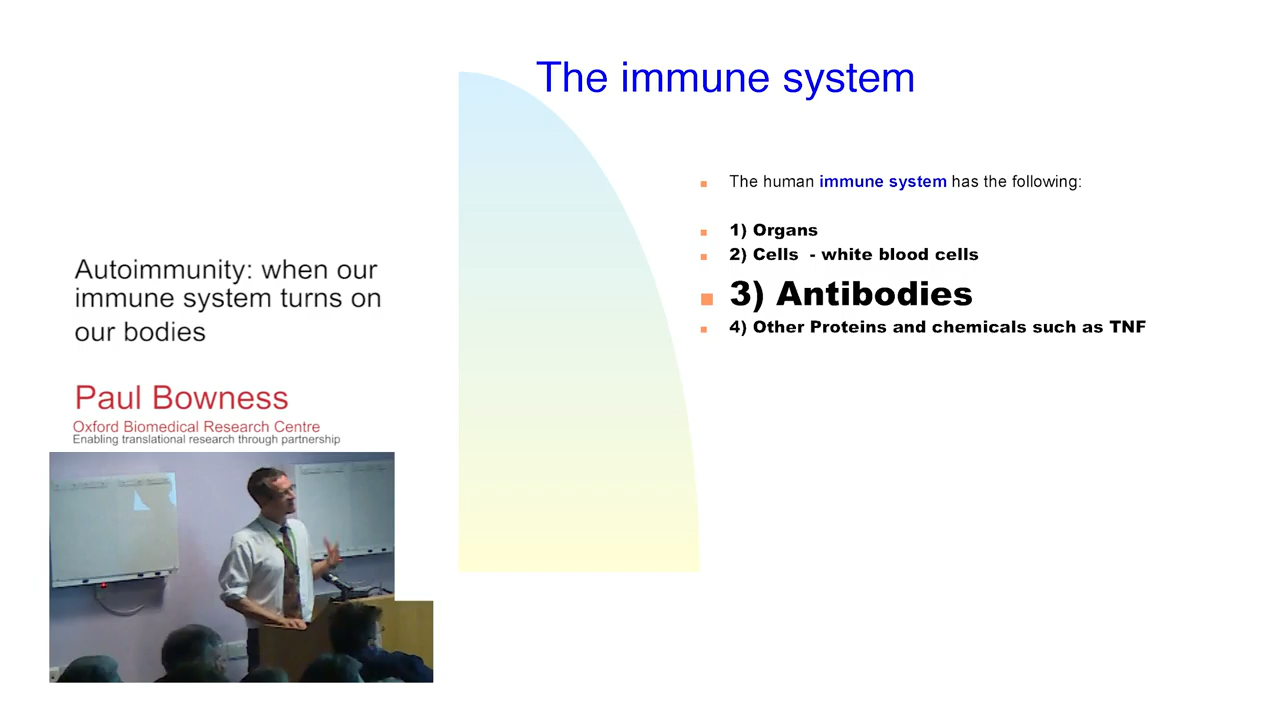 The immune system
The human immune system has the following:
1) Organs
2) Cells - white blood cells
3) Antibodies
4) Other Proteins and chemicals such as TNF
Autoimmunity: when our
immune system turns on
our bodies
Paul Bowness
Oxford Biomedical Research Centre
Enabling translational research through partnership